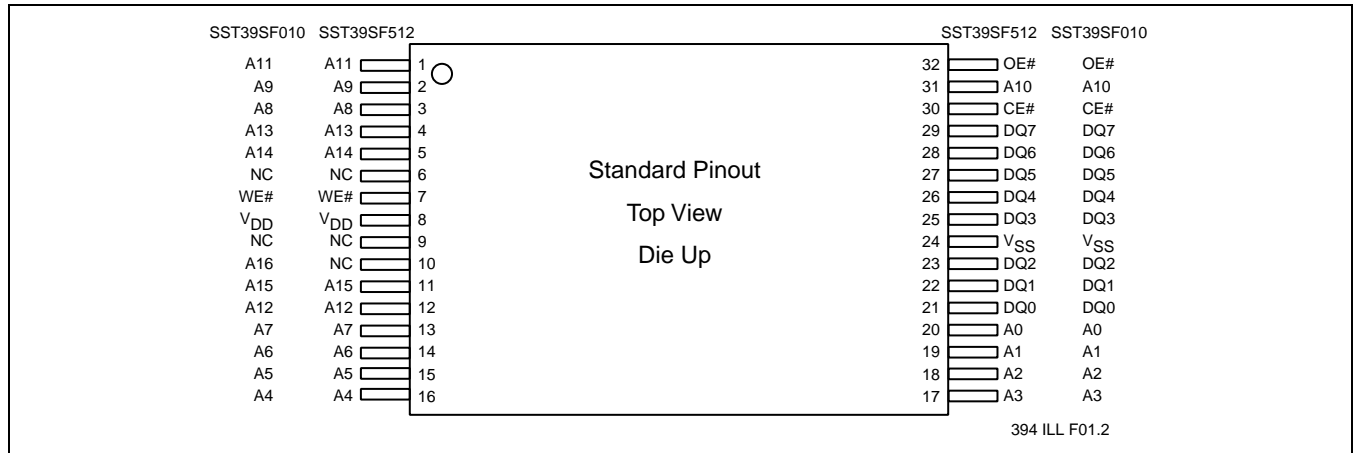 SST39SF010 SST39SF512 SST39SF512 SST39SF010
A11 A11 1 32 OE# OE#
A9 A9 2 31 A10 A10
A8 A8 3 30 CE# CE#
A13 A13 4 29 DQ7 DQ7
A14 A14 5 28 DQ6 DQ6
NC NC 6 27 DQ5 DQ5
WE# WE# 7 26 DQ4 DQ4
VDD VDD 8 25 DQ3 DQ3
NC NC 9 24 VSS VSS
A16 NC 10 23 DQ2 DQ2
A15 A15 11 22 DQ1 DQ1
A12 A12 12 21 DQ0 DQ0
A7 A7 13 20 A0 A0
A6 A6 14 19 A1 A1
A5 A5 15 18 A2 A2
A4 A4 16 17 A3 A3
Standard Pinout
Top View
Die Up
394 ILL F01.2